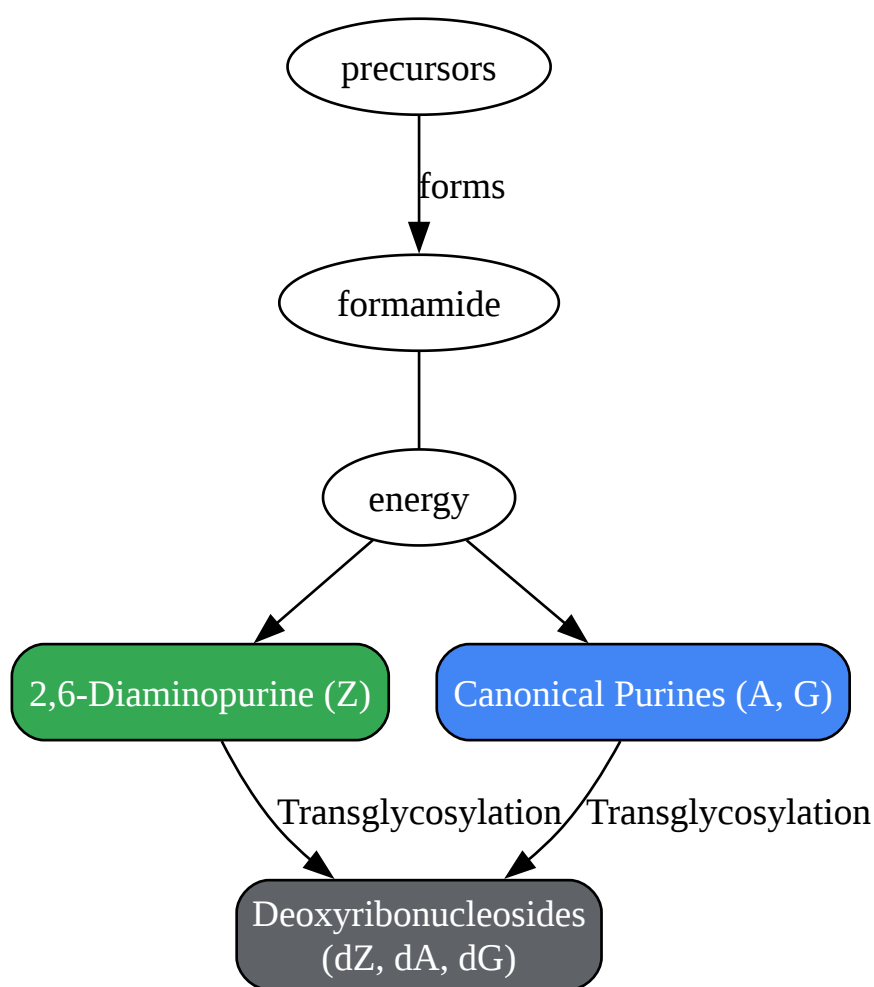 precursors
forms
formamide
energy
2,6-Diaminopurine (Z)
Canonical Purines (A, G)
Transglycosylation
Transglycosylation
Deoxyribonucleosides
(dZ, dA, dG)